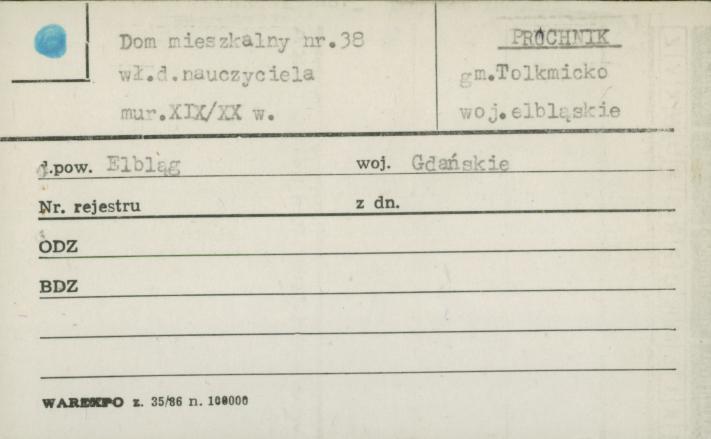 Dom mieszkalny nr.38
wł.d.nauczyciela
mur.XIX/XX w.
PRÓCHNIK
gm.Tolkmicko
woj.elbląskie
d.pow. Elbląg woj. Gdańskie
Nr. rejestru z dn.
ODZ
BDZ
WAREXPO z. 35/86 n. 100000